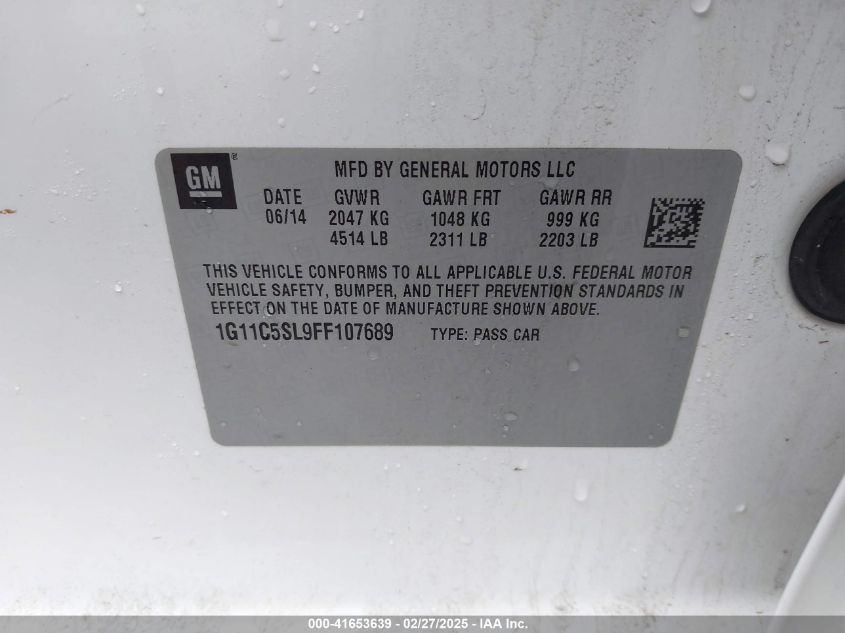 GM®
MFD BY GENERAL MOTORS LLC
DATE GVWR GAWR FRT GAWR RR
06/14 2047 KG 1048 KG 999 KG
4514 LB 2311 LB 2203 LB
THIS VEHICLE CONFORMS TO ALL APPLICABLE U.S. FEDERAL MOTOR
VEHICLE SAFETY, BUMPER, AND THEFT PREVENTION STANDARDS IN
EFFECT ON THE DATE OF MANUFACTURE SHOWN ABOVE.
1G11C5SL9FF107689 TYPE: PASS CAR
000-41653639 - 02/27/2025 - IAA Inc.